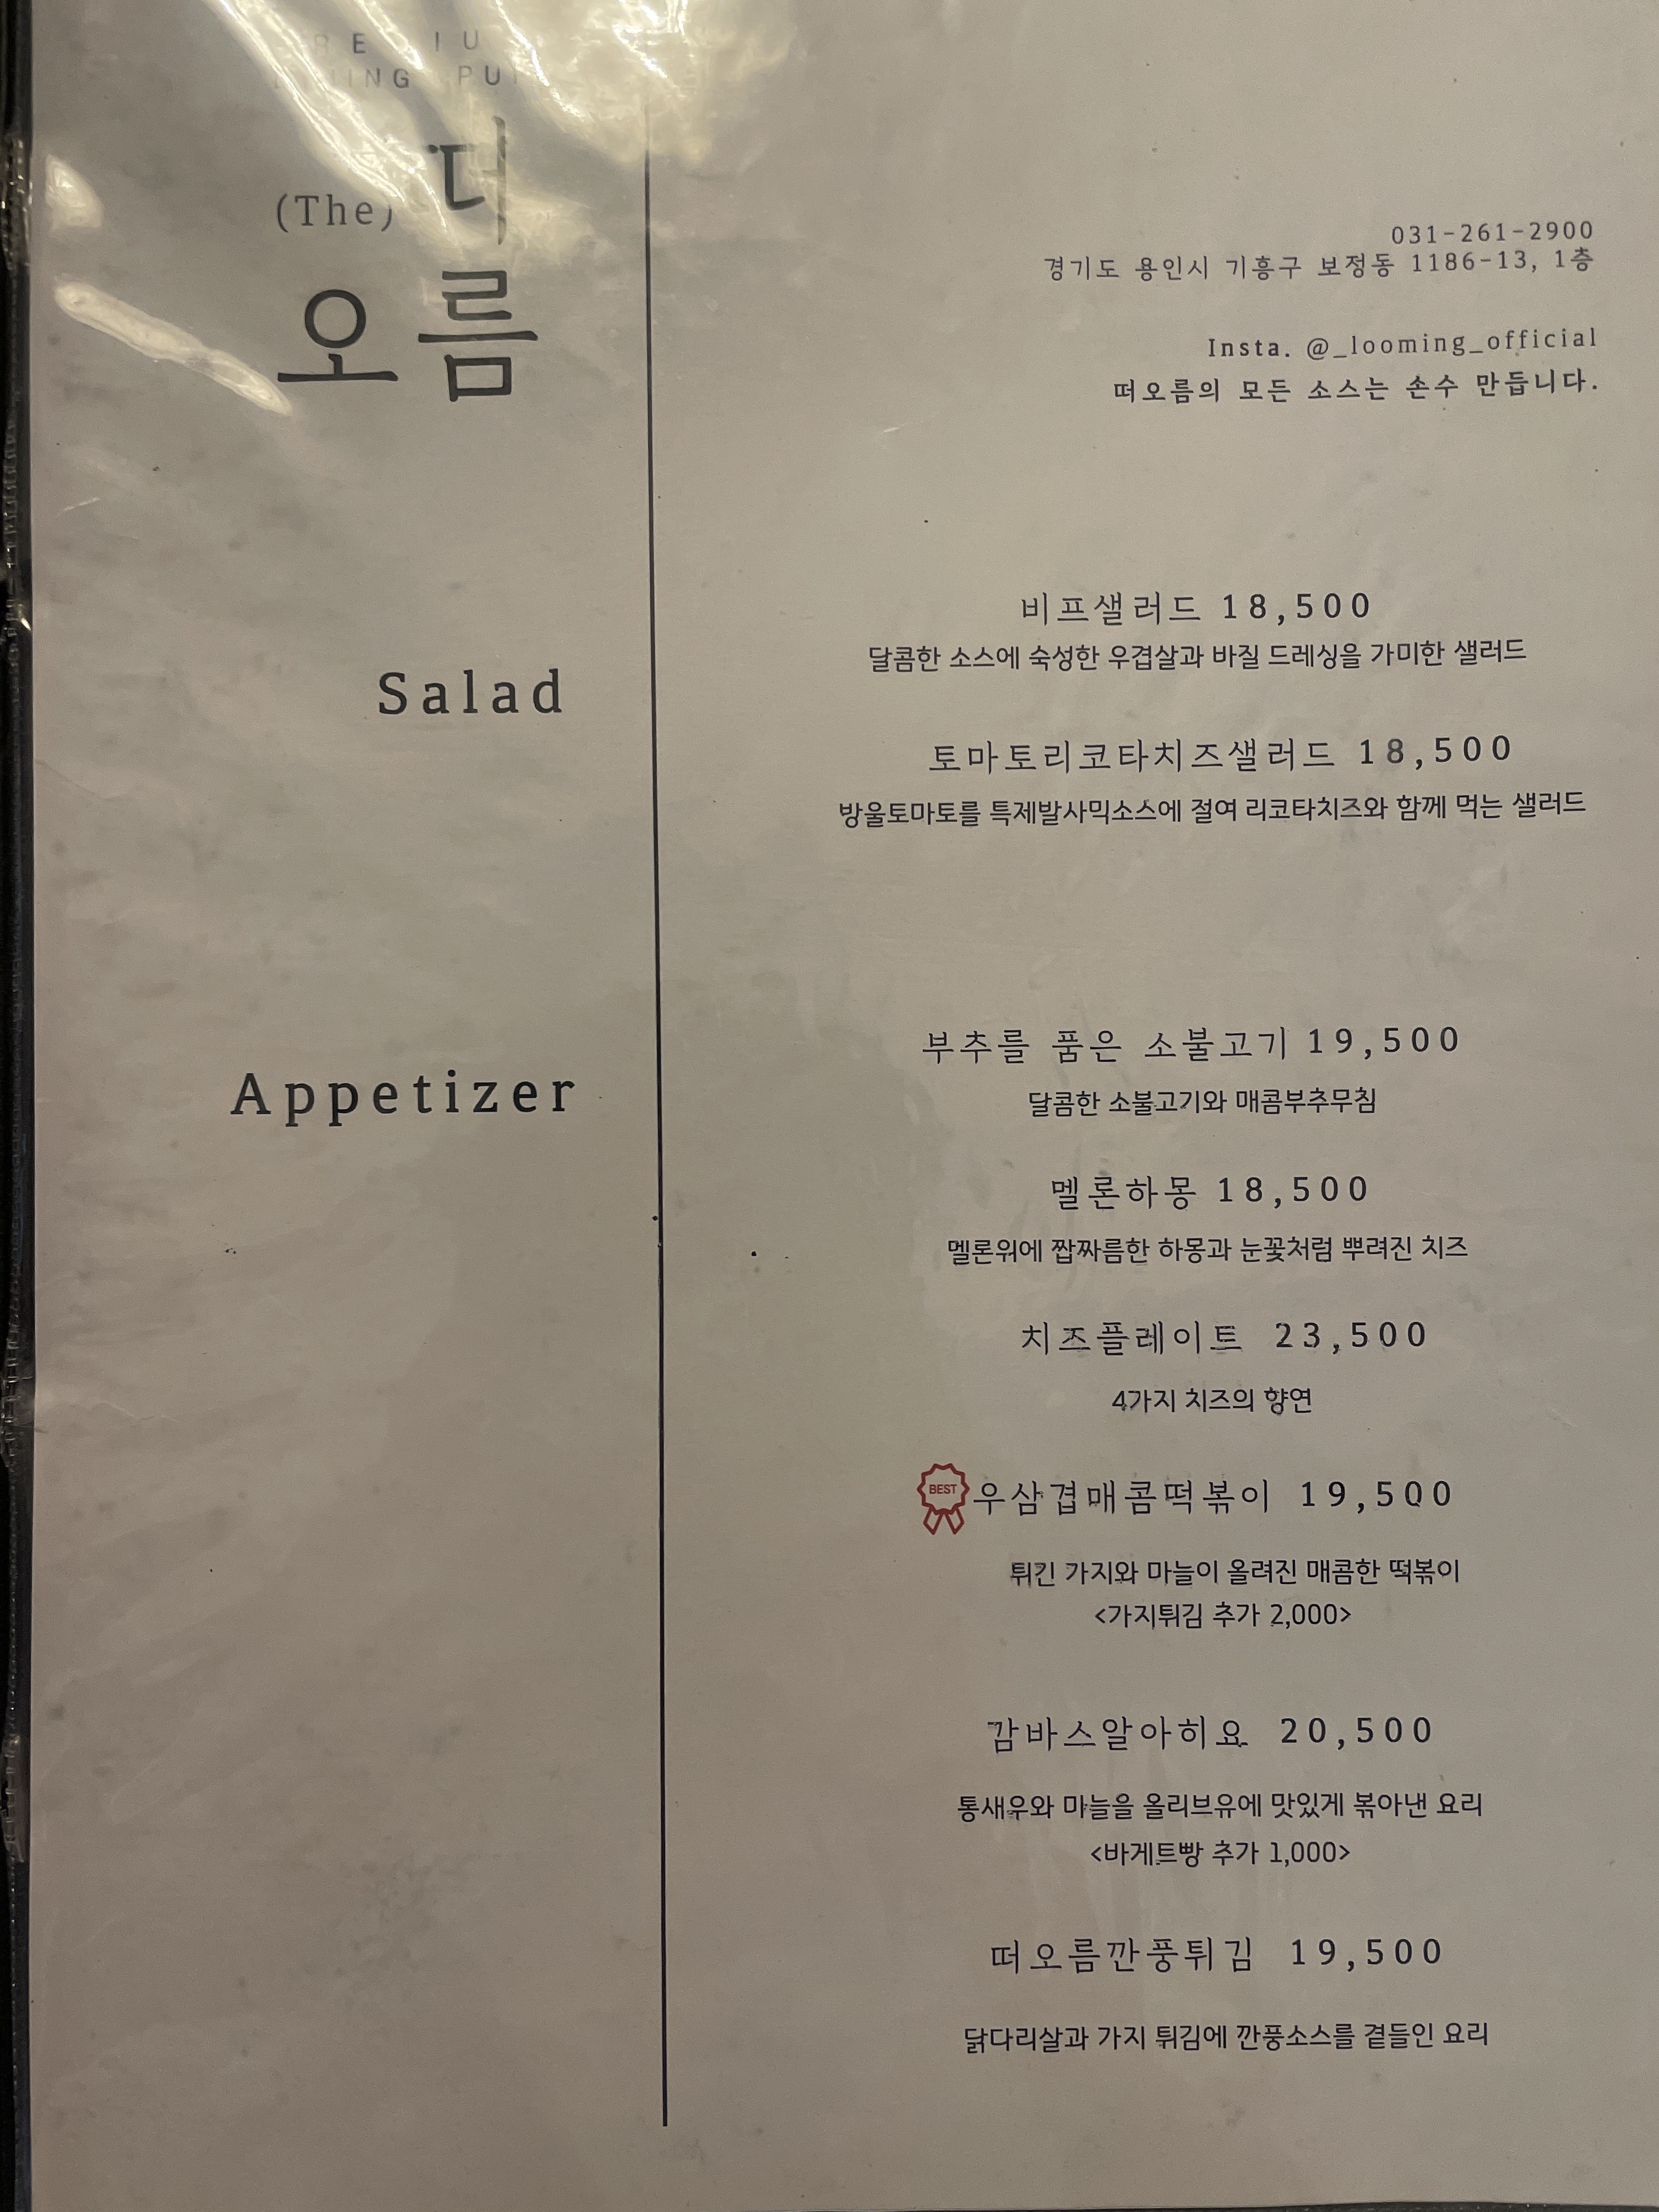 (The) 더
오름
031-261-2900
경기도 용인시 기흥구 보정동 1186-13, 1층
Insta. @_looming_official
떠오름의 모든 소스는 손수 만듭니다.
Salad
비프샐러드 18,500
달콤한 소스에 숙성한 우겹살과 바질 드레싱을 가미한 샐러드
토마토리코타치즈샐러드 18,500
방울토마토를 특제발사믹소스에 절여 리코타치즈와 함께 먹는 샐러드
Appetizer
부추를 품은 소불고기 19,500
달콤한 소불고기와 매콤부추무침
멜론하몽 18,500
멜론위에 짭짜름한 하몽과 눈꽃처럼 뿌려진 치즈
치즈플레이트 23,500
4가지 치즈의 향연
BEST 우삼겹매콤떡볶이 19,500
튀긴 가지와 마늘이 올려진 매콤한 떡볶이
<가지튀김 추가 2,000>
감바스알아히요 20,500
통새우와 마늘을 올리브유에 맛있게 볶아낸 요리
<바게트빵 추가 1,000>
떠오름깐풍튀김 19,500
닭다리살과 가지 튀김에 깐풍소스를 곁들인 요리